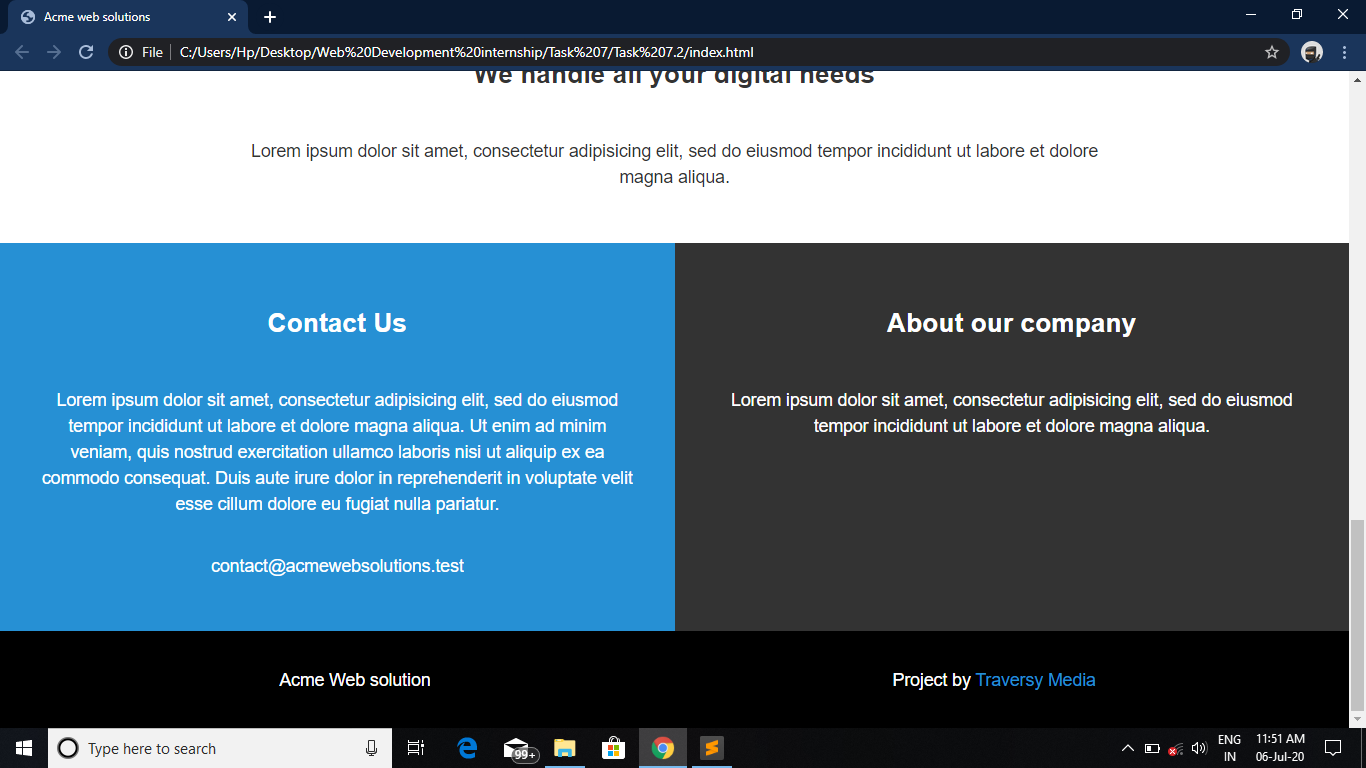 Acme web solutions
File
C:/Users/Hp/Desktop/Web%20Development%20internship/Task%207/Task%207.2/index.html
We handle all your digital needs
Lorem ipsum dolor sit amet, consectetur adipisicing elit, sed do eiusmod tempor incididunt ut labore et dolore
magna aliqua.
Contact Us
Lorem ipsum dolor sit amet, consectetur adipisicing elit, sed do eiusmod
tempor incididunt ut labore et dolore magna aliqua. Ut enim ad minim
veniam, quis nostrud exercitation ullamco laboris nisi ut aliquip ex ea
commodo consequat. Duis aute irure dolor in reprehenderit in voluptate velit
esse cillum dolore eu fugiat nulla pariatur.
contact@acmewebsolutions.test
About our company
Lorem ipsum dolor sit amet, consectetur adipisicing elit, sed do eiusmod
tempor incididunt ut labore et dolore magna aliqua.
Acme Web solution
Project by Traversy Media
Type here to search
99+
ENG
IN
11:51 AM
06-Jul-20